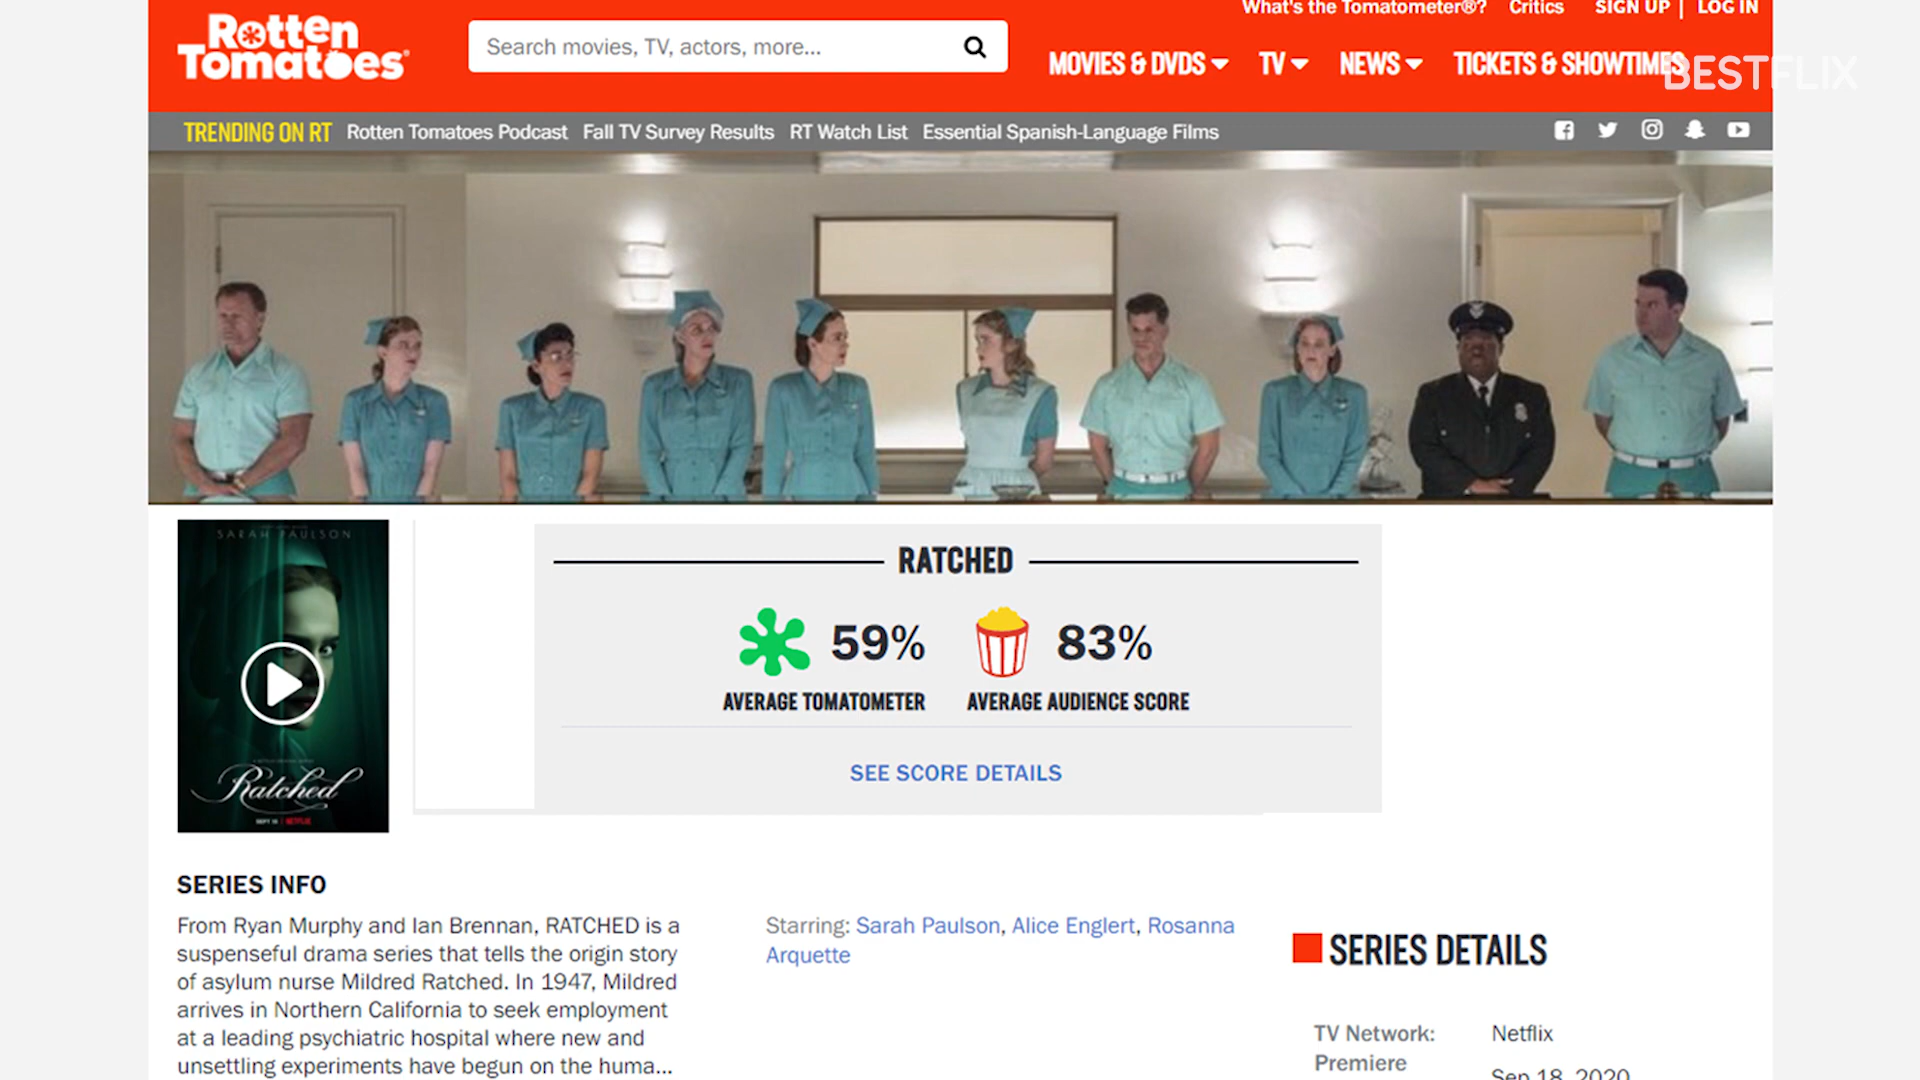 What's the Tomatometer®? Critics SIGN UP | LOG IN
Rotten
Tomatoes®
Search movies, TV, actors, more...
MOVIES & DVDS TV NEWS TICKETS & SHOWTIMES
BESTFLIX
TRENDING ON RT Rotten Tomatoes Podcast Fall TV Survey Results RT Watch List Essential Spanish-Language Films
SARAH PAULSON
Ratched
NETFLIX
RATCHED
59% 83%
AVERAGE TOMATOMETER AVERAGE AUDIENCE SCORE
SEE SCORE DETAILS
SERIES INFO
From Ryan Murphy and Ian Brennan, RATCHED is a
suspenseful drama series that tells the origin story
of asylum nurse Mildred Ratched. In 1947, Mildred
arrives in Northern California to seek employment
at a leading psychiatric hospital where new and
unsettling experiments have begun on the huma...
Starring: Sarah Paulson, Alice Englert, Rosanna
Arquette
SERIES DETAILS
TV Network: Netflix
Premiere
Sep 18, 2020